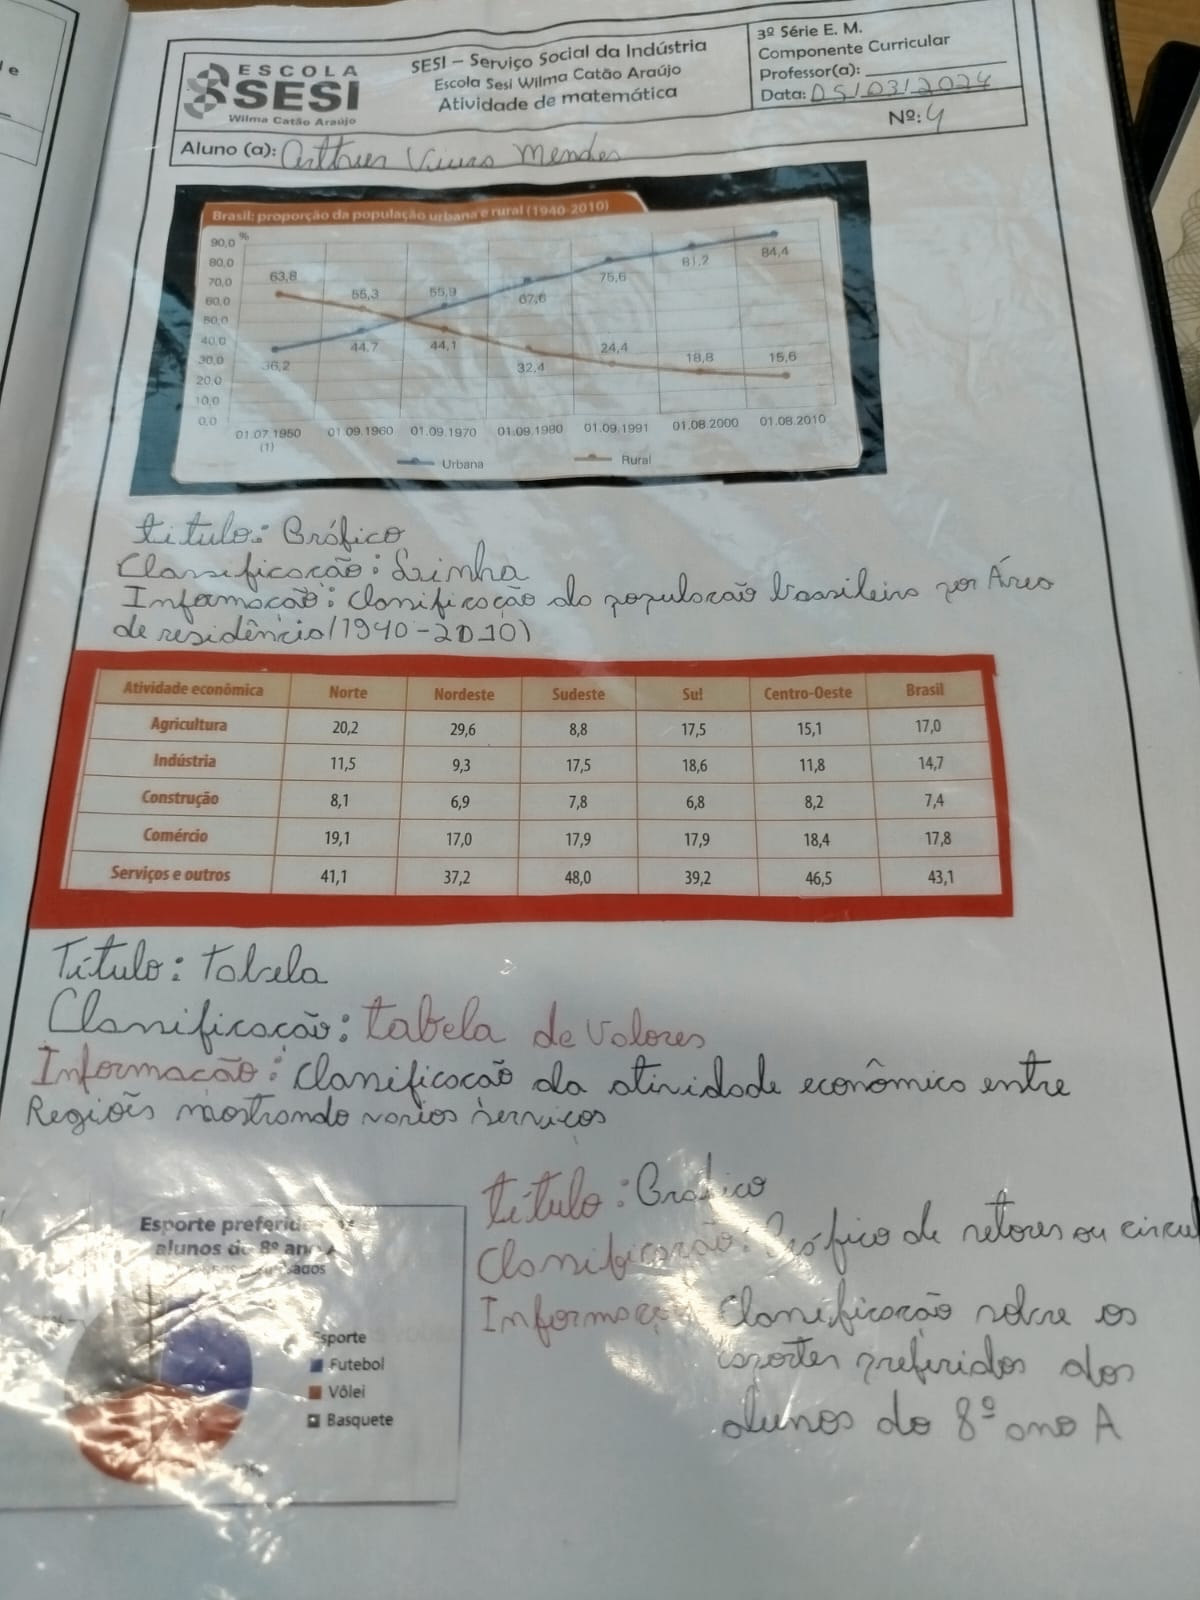 e
ESCOLA
SESI
Wilma Catão Araújo
SESI – Serviço Social da Indústria
Escola Sesi Wilma Catão Araújo
Atividade de matemática
3º Série E. M.
Componente Curricular
Professor(a):
Data: 05/03/2024
Nº: 4
Aluno (a): Mendes
Brasil: proporção da população urbana e rural (1940-2010)
%
90,0
80,0
70,0
60,0
50,0
40,0
30,0
20,0
10,0
0,0
63,8 55,3 55,9 67,6 75,6 81,2 84,4
36,2 44,7 44,1 32,4 24,4 18,8 15,6
01.07.1950 01.09.1960 01.09.1970 01.09.1980 01.09.1991 01.08.2000 01.08.2010
(1)
Urbana Rural
título: Gráfico
Classificação: Linha
Informação: Classificação da população brasileira por Área
de residência (1940-2010)
Atividade econômica Norte Nordeste Sudeste Sul Centro-Oeste Brasil
Agricultura 20,2 29,6 8,8 17,5 15,1 17,0
Indústria 11,5 9,3 17,5 18,6 11,8 14,7
Construção 8,1 6,9 7,8 6,8 8,2 7,4
Comércio 19,1 17,0 17,9 17,9 18,4 17,8
Serviços e outros 41,1 37,2 48,0 39,2 46,5 43,1
Título: Tabela
Classificação: tabela de Valores
Informação: Classificação da atividade econômica entre
Regiões mostrando varios serviços
título: Gráfico
Classificação: Gráfico de setores ou circul
Informação Classificação sobre os
esportes preferidos dos
alunos do 8º ano A
Esporte
alunos do 8º ano
Esporte
Futebol
Vôlei
Basquete